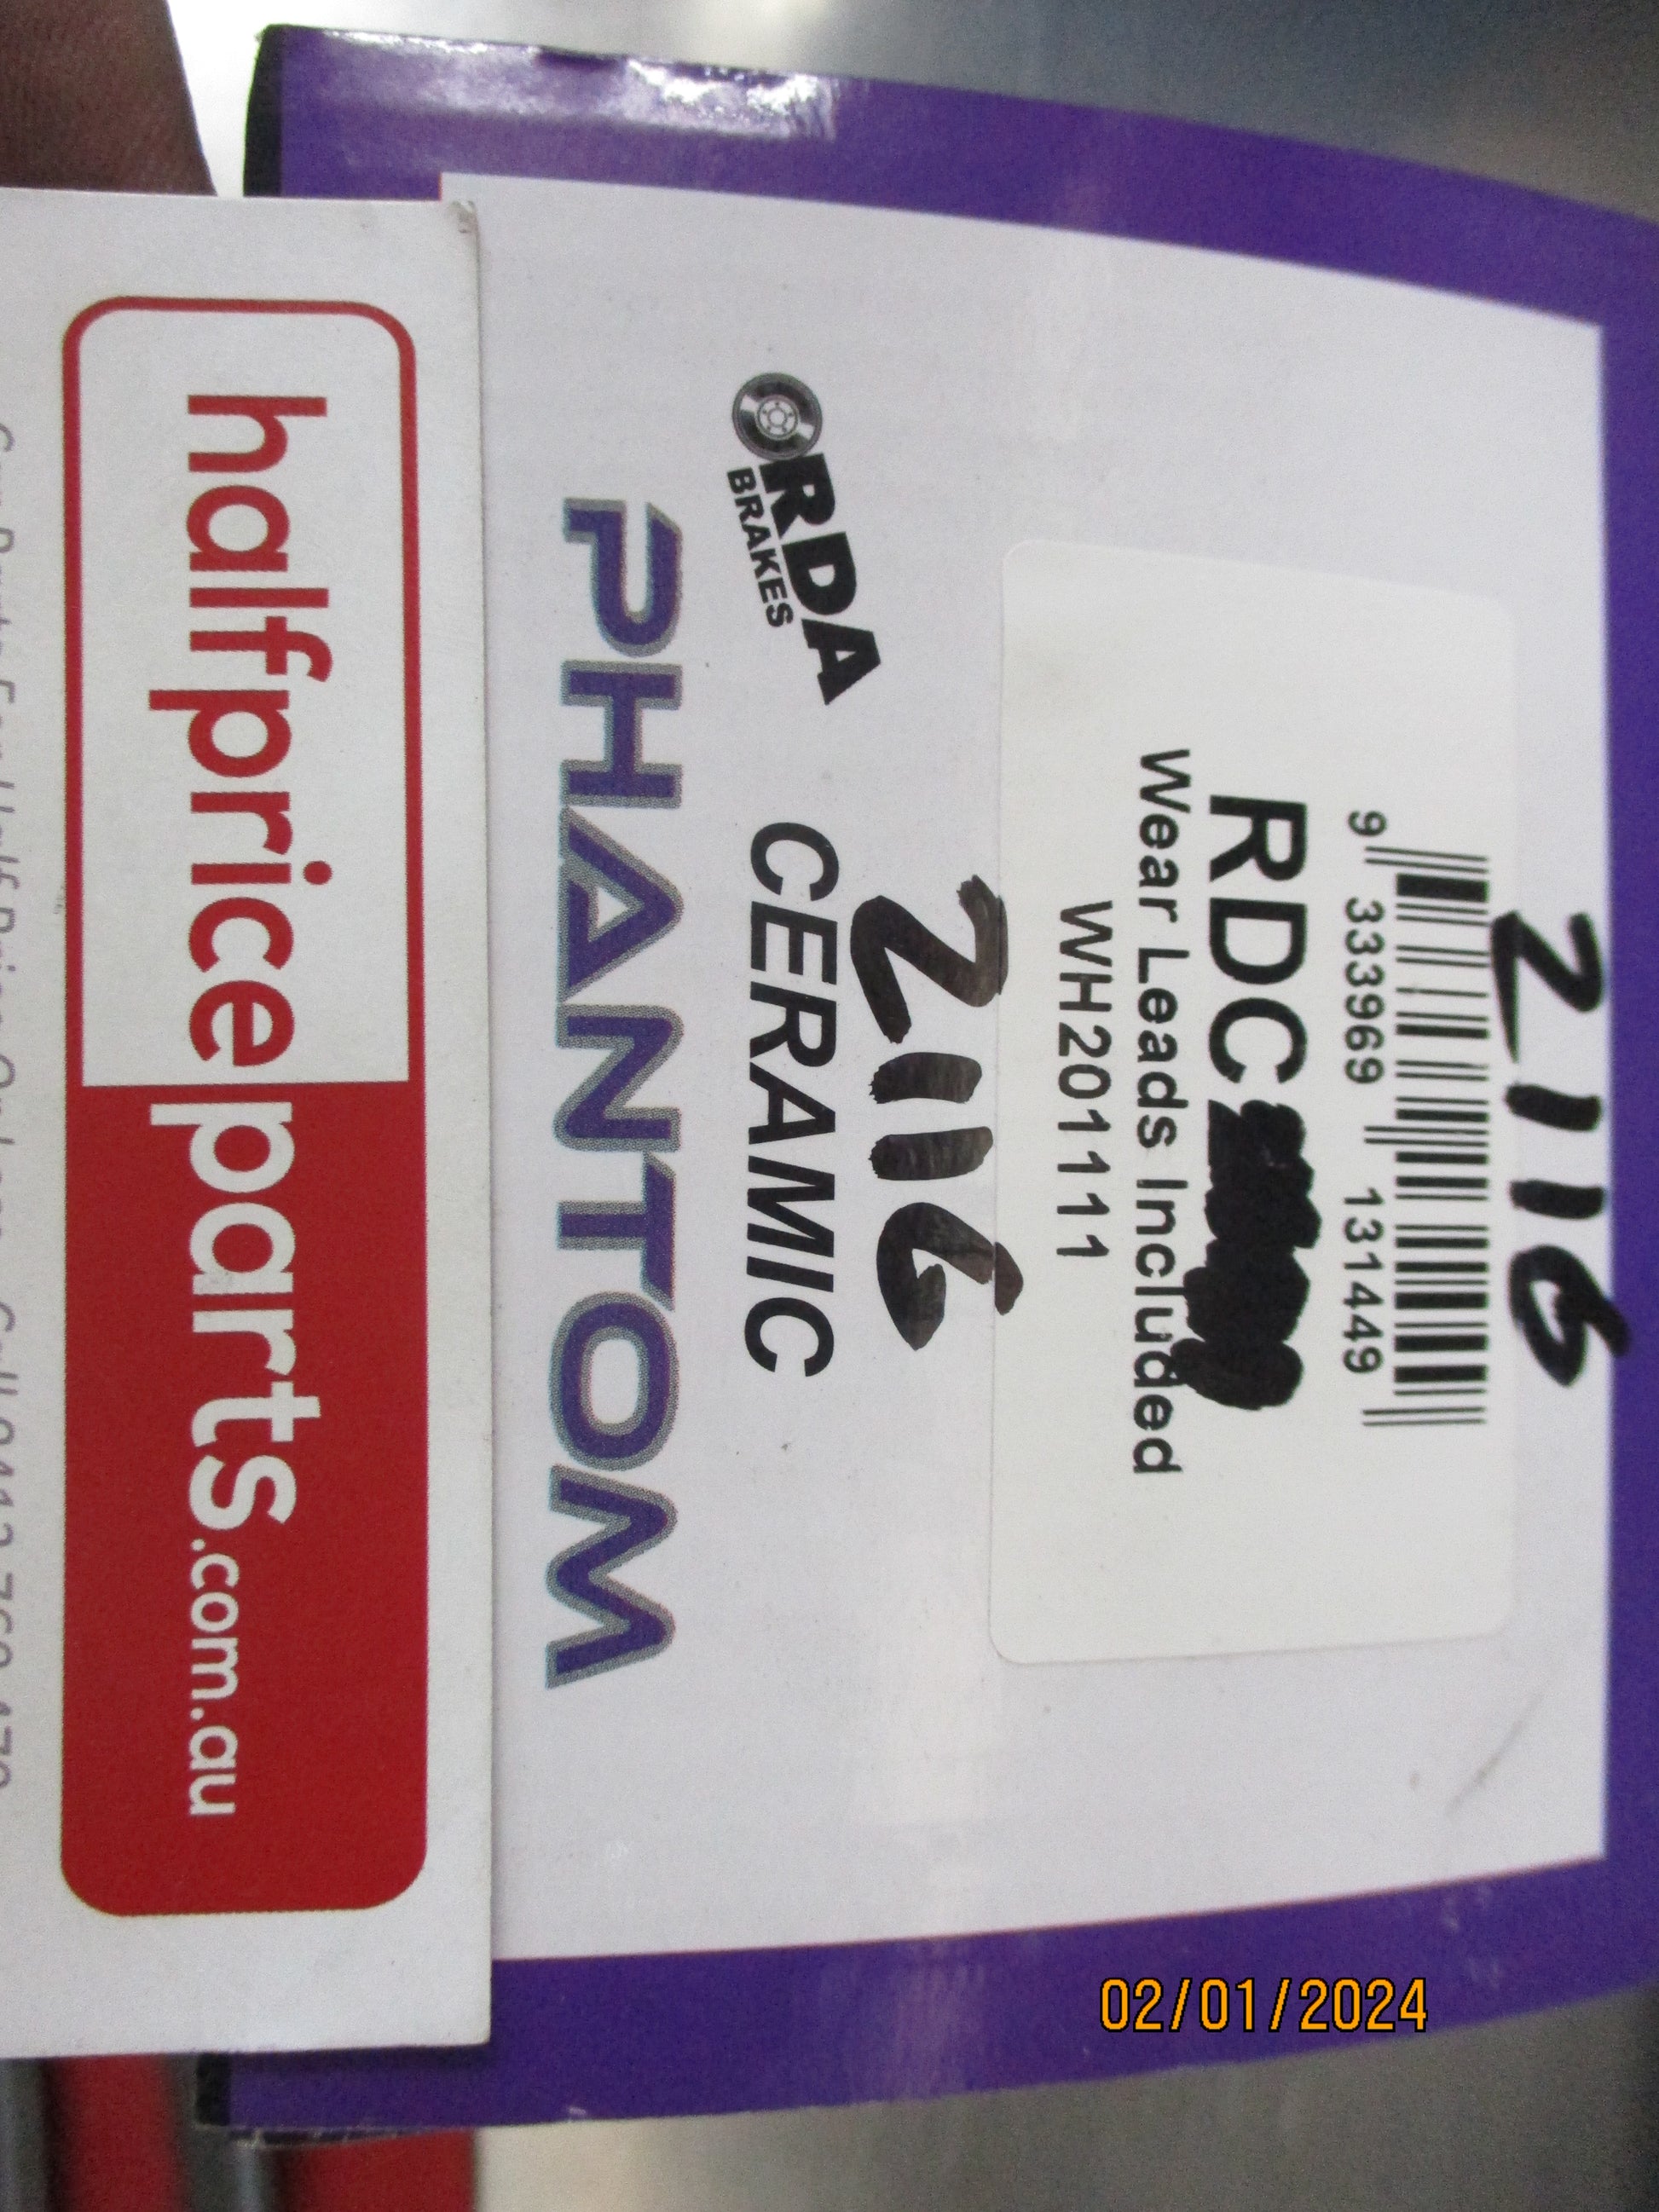 2116
9 333969 131449
RDC
Wear Leads Included
WH201111
2116
RDA
BRAKES
CERAMIC
PHANTOM
halfpriceparts.com.au
02/01/2024